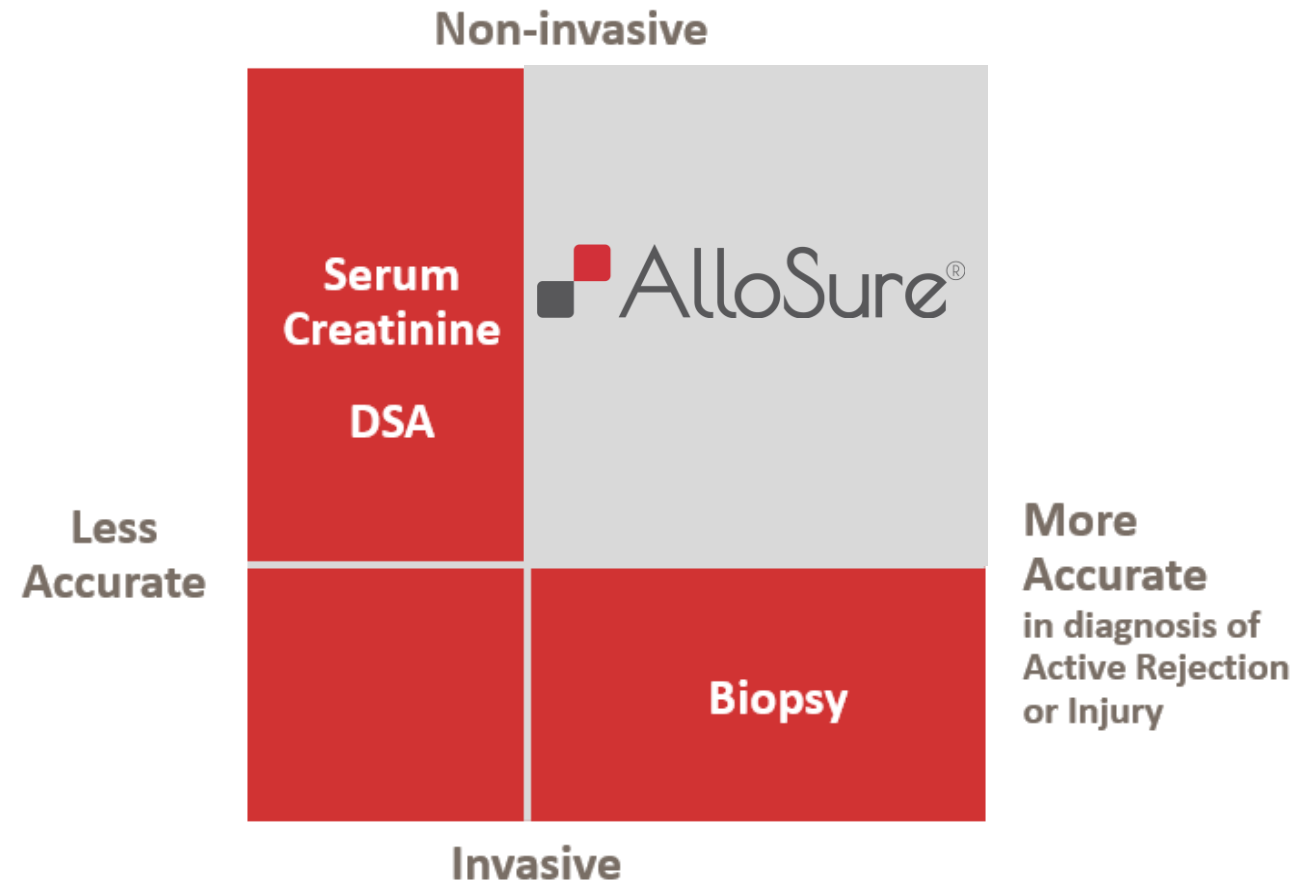 Non-invasive
Serum
Creatinine
DSA
AlloSure®
Less
Accurate
More
Accurate
in diagnosis of
Active Rejection
or Injury
Biopsy
Invasive